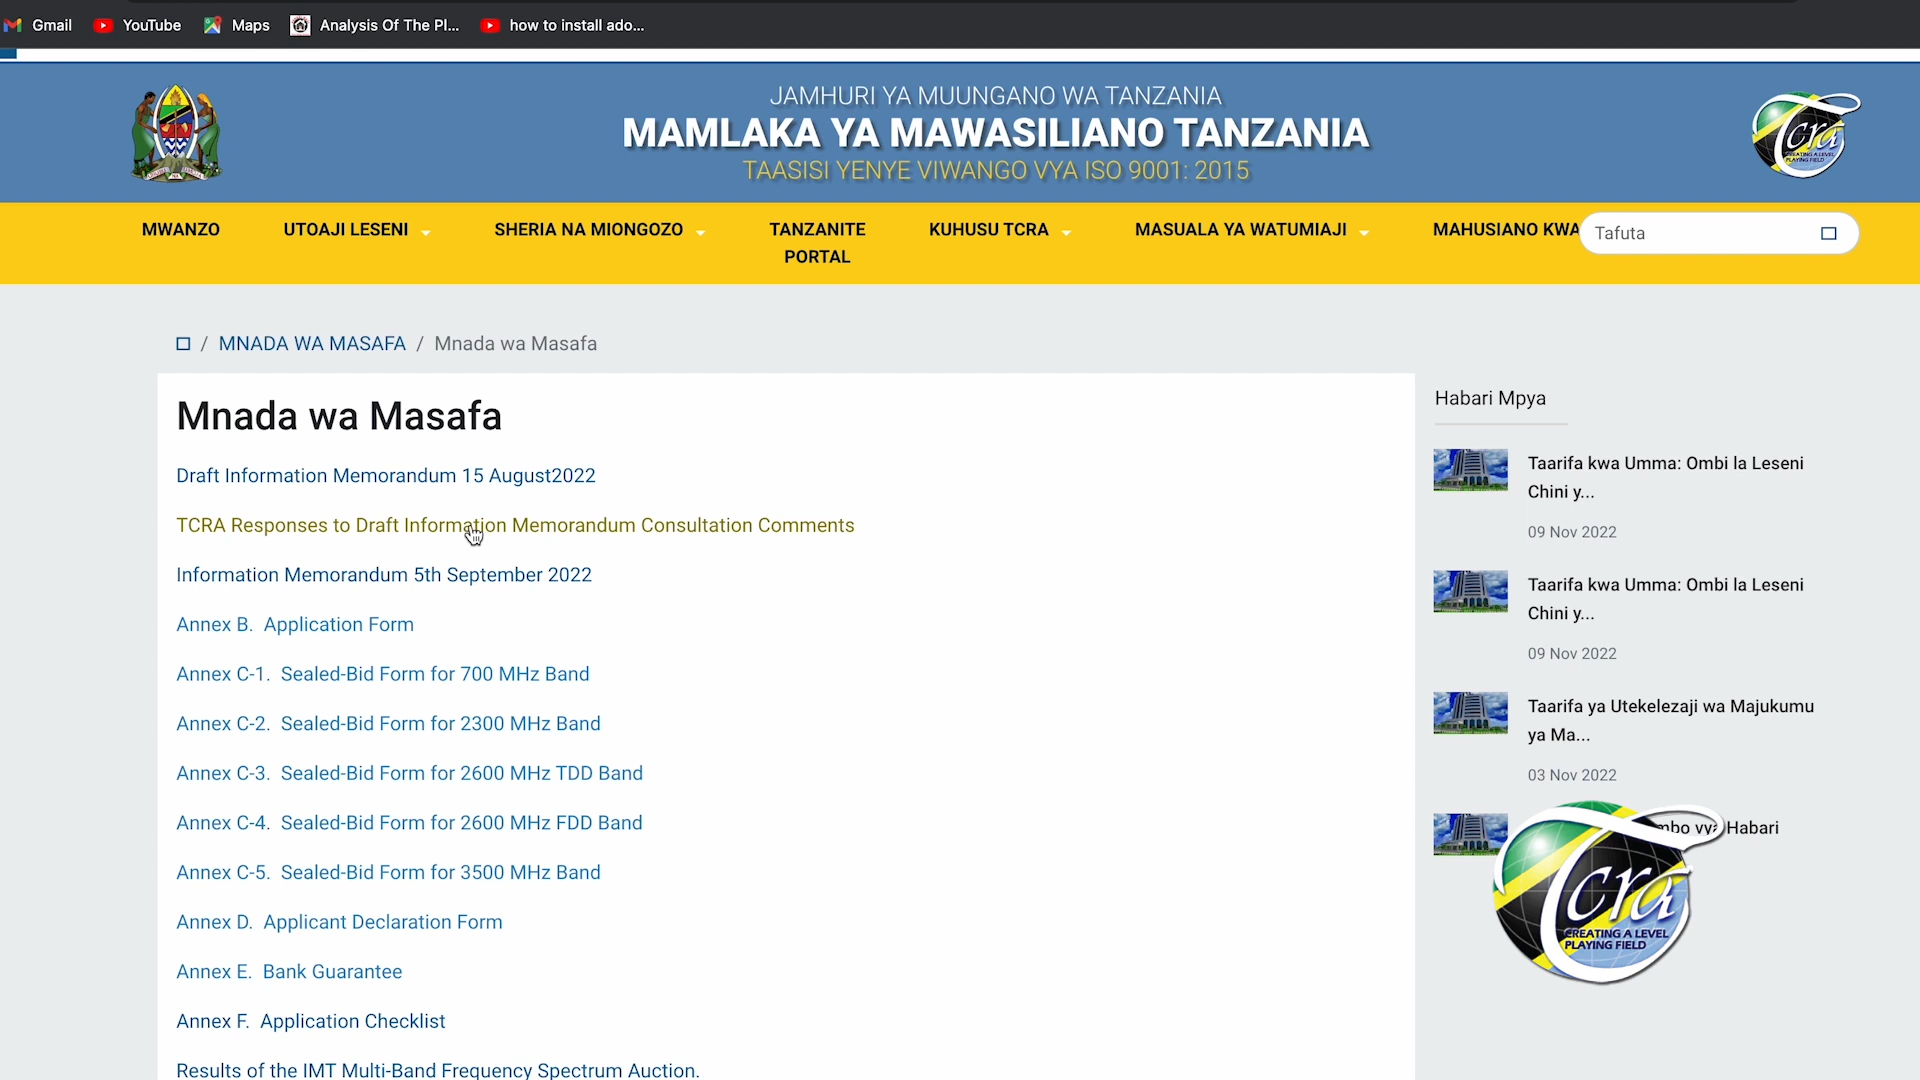 Gmail YouTube Maps Analysis Of The Pl... how to install ado...
JAMHURI YA MUUNGANO WA TANZANIA
MAMLAKA YA MAWASILIANO TANZANIA
TAASISI YENYE VIWANGO VYA ISO 9001: 2015
Tcra
CREATING A LEVEL
PLAYING FIELD
MWANZO UTOAJI LESENI SHERIA NA MIONGOZO TANZANITE PORTAL KUHUSU TCRA MASUALA YA WATUMIAJI MAHUSIANO KWA Tafuta
/ MNADA WA MASAFA / Mnada wa Masafa
Mnada wa Masafa
Draft Information Memorandum 15 August2022
TCRA Responses to Draft Information Memorandum Consultation Comments
Information Memorandum 5th September 2022
Annex B. Application Form
Annex C-1. Sealed-Bid Form for 700 MHz Band
Annex C-2. Sealed-Bid Form for 2300 MHz Band
Annex C-3. Sealed-Bid Form for 2600 MHz TDD Band
Annex C-4. Sealed-Bid Form for 2600 MHz FDD Band
Annex C-5. Sealed-Bid Form for 3500 MHz Band
Annex D. Applicant Declaration Form
Annex E. Bank Guarantee
Annex F. Application Checklist
Results of the IMT Multi-Band Frequency Spectrum Auction.
Habari Mpya
Taarifa kwa Umma: Ombi la Leseni
Chini y...
09 Nov 2022
Taarifa kwa Umma: Ombi la Leseni
Chini y...
09 Nov 2022
Taarifa ya Utekelezaji wa Majukumu
ya Ma...
03 Nov 2022
Habari
Tcra
CREATING A LEVEL
PLAYING FIELD